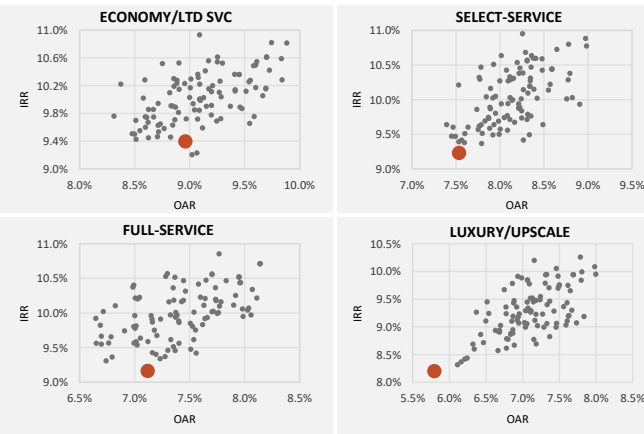 ECONOMY/LTD SVC
11.0%
10.6%
10.2%
9.8%
9.4%
9.0%
IRR
8.0% 8.5% 9.0% 9.5% 10.0%
OAR
SELECT-SERVICE
11.0%
10.5%
10.0%
9.5%
9.0%
IRR
7.0% 7.5% 8.0% 8.5% 9.0% 9.5%
OAR
FULL-SERVICE
11.0%
10.5%
10.0%
9.5%
9.0%
IRR
6.5% 7.0% 7.5% 8.0% 8.5%
OAR
LUXURY/UPSCALE
10.5%
10.0%
9.5%
9.0%
8.5%
8.0%
IRR
5.5% 6.0% 6.5% 7.0% 7.5% 8.0% 8.5%
OAR